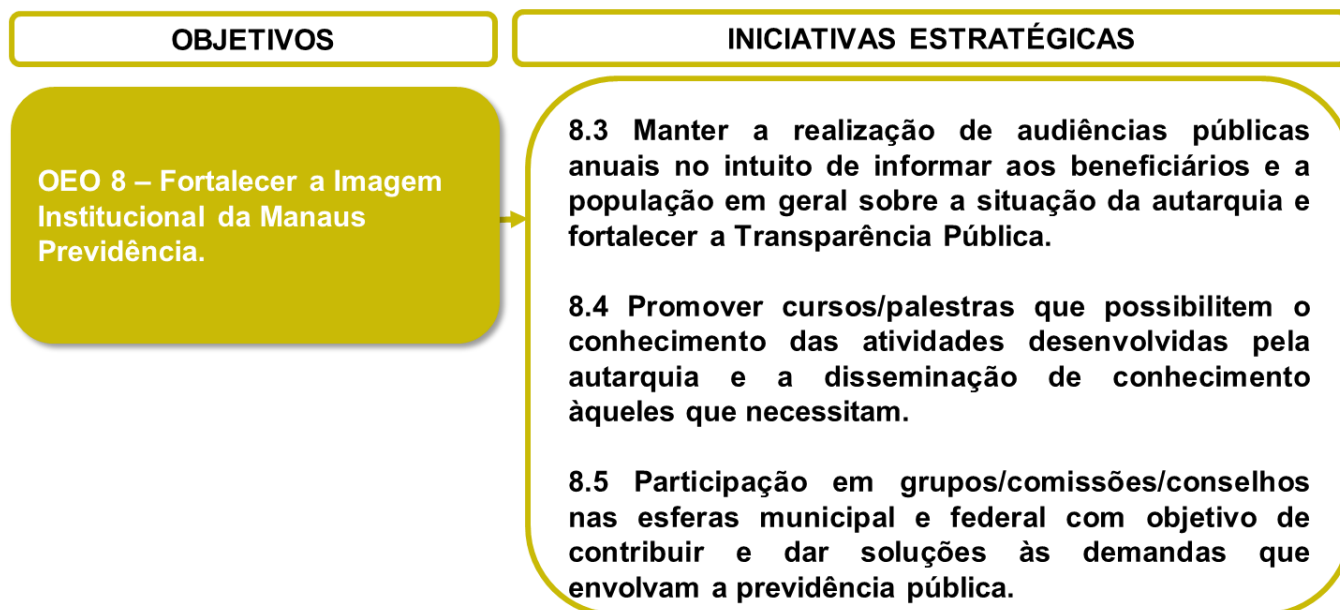 OBJETIVOS
INICIATIVAS ESTRATÉGICAS
OEO 8 – Fortalecer a Imagem
Institucional da Manaus
Previdência.
8.3 Manter a realização de audiências públicas
anuais no intuito de informar aos beneficiários e a
população em geral sobre a situação da autarquia e
fortalecer a Transparência Pública.
8.4 Promover cursos/palestras que possibilitem o
conhecimento das atividades desenvolvidas pela
autarquia e a disseminação de conhecimento
àqueles que necessitam.
8.5 Participação em grupos/comissões/conselhos
nas esferas municipal e federal com objetivo de
contribuir e dar soluções às demandas que
envolvam a previdência pública.